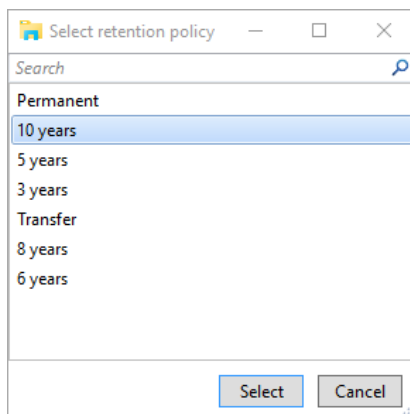 Select retention policy
Search
Permanent
10 years
5 years
3 years
Transfer
8 years
6 years
Select Cancel